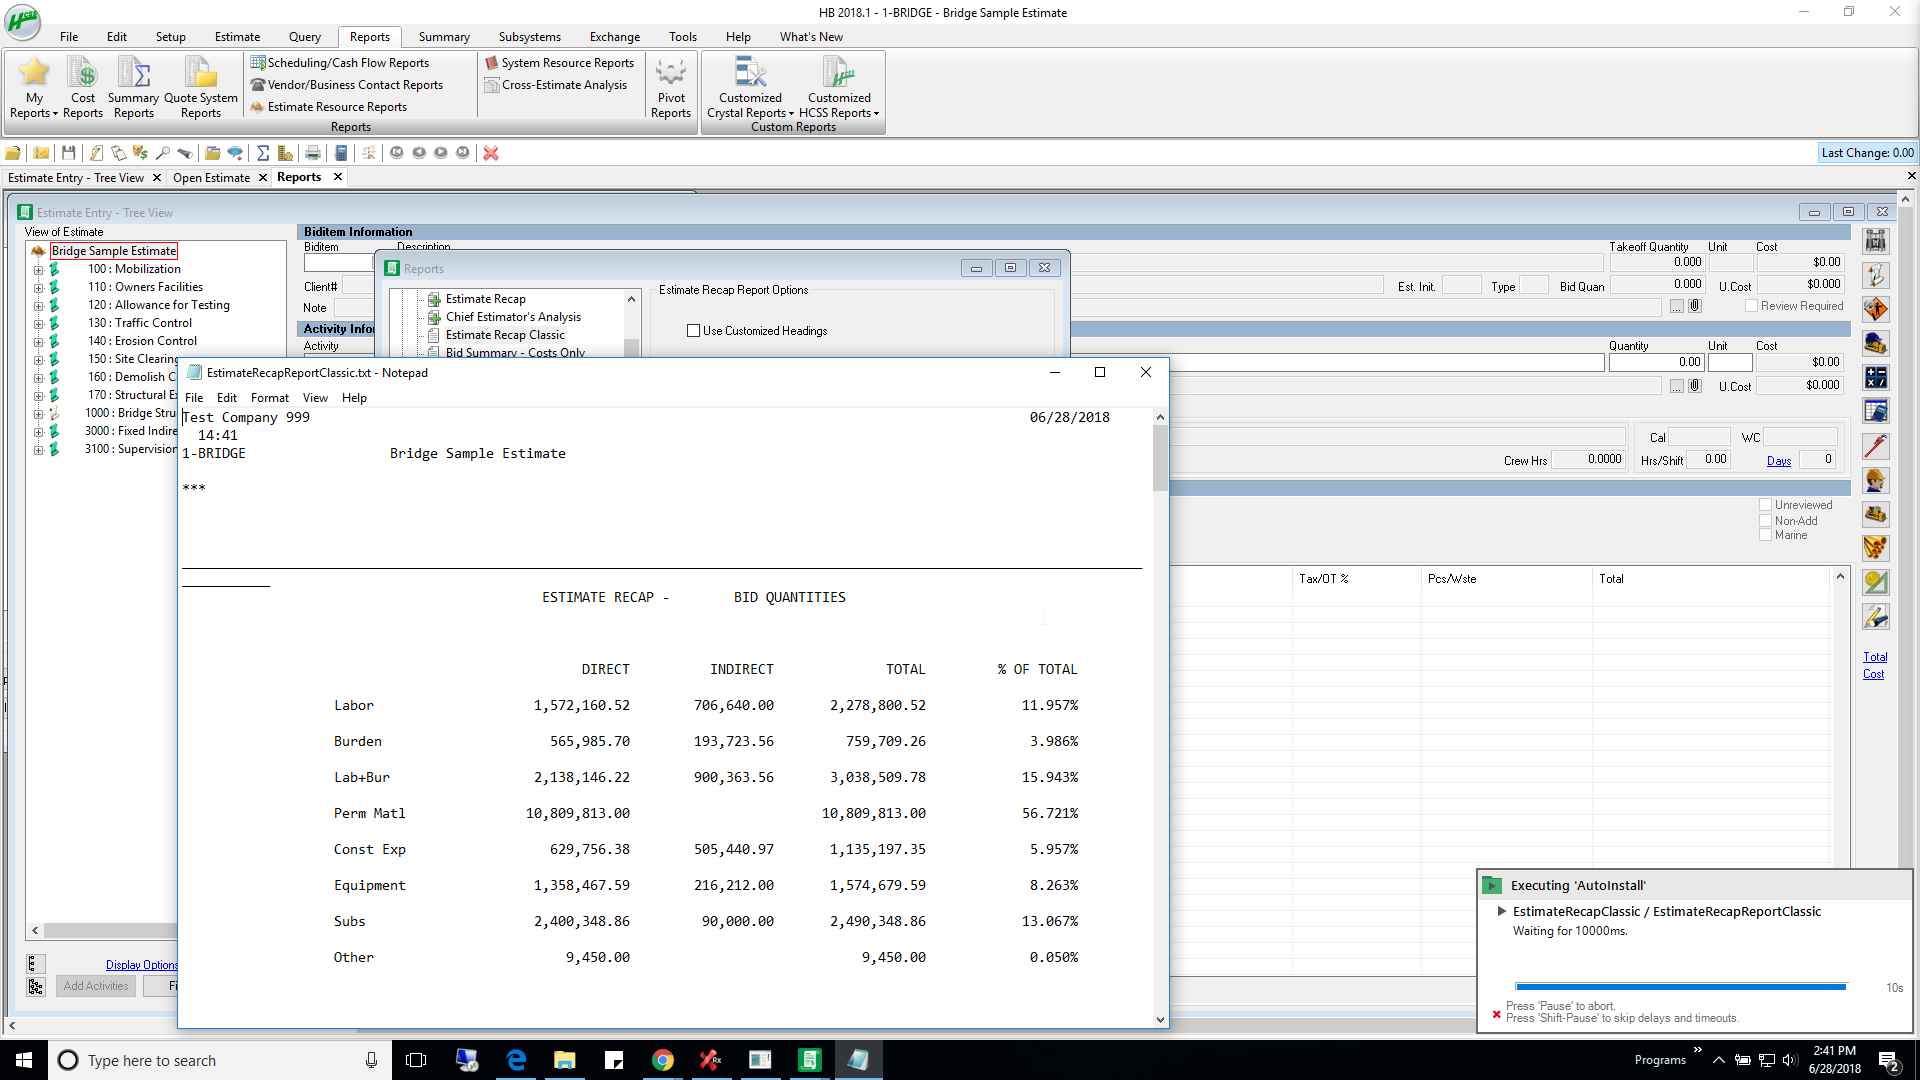 HB 2018.1 - 1-BRIDGE - Bridge Sample Estimate
HCSS
File Edit Setup Estimate Query Reports Summary Subsystems Exchange Tools Help What's New
My Reports
Cost Reports
Summary Reports
Quote System Reports
Scheduling/Cash Flow Reports
Vendor/Business Contact Reports
Estimate Resource Reports
System Resource Reports
Cross-Estimate Analysis
Pivot Reports
Customized Crystal Reports
Customized HCSS Reports
Reports
Custom Reports
Last Change: 0.00
Estimate Entry - Tree View Open Estimate Reports
Estimate Entry - Tree View
View of Estimate
Bridge Sample Estimate
100 : Mobilization
110 : Owners Facilities
120 : Allowance for Testing
130 : Traffic Control
140 : Erosion Control
150 : Site Clearing
160 : Demolish C
170 : Structural E
1000 : Bridge Stru
3000 : Fixed Indire
3100 : Supervision
Display Options
Add Activities Fi
Biditem Information
Biditem Description Takeoff Quantity Unit Cost
0.000 $0.00
Client# Est. Init. Type Bid Quan 0.000 U.Cost $0.000
Note ... Review Required
Activity Infor
Activity Quantity Unit Cost
0.00 $0.00
... U.Cost $0.000
Cal WC
Crew Hrs 0.0000 Hrs/Shift 0.00 Days 0
Unreviewed
Non-Add
Marine
Tax/OT % Pcs/Wste Total
Total
Cost
Reports
Estimate Recap
Chief Estimator's Analysis
Estimate Recap Classic
Bid Summary - Costs Only
Estimate Recap Report Options
Use Customized Headings
EstimateRecapReportClassic.txt - Notepad
File Edit Format View Help
Test Company 999 06/28/2018
14:41
1-BRIDGE Bridge Sample Estimate
***
ESTIMATE RECAP - BID QUANTITIES
DIRECT INDIRECT TOTAL % OF TOTAL
Labor 1,572,160.52 706,640.00 2,278,800.52 11.957%
Burden 565,985.70 193,723.56 759,709.26 3.986%
Lab+Bur 2,138,146.22 900,363.56 3,038,509.78 15.943%
Perm Matl 10,809,813.00 10,809,813.00 56.721%
Const Exp 629,756.38 505,440.97 1,135,197.35 5.957%
Equipment 1,358,467.59 216,212.00 1,574,679.59 8.263%
Subs 2,400,348.86 90,000.00 2,490,348.86 13.067%
Other 9,450.00 9,450.00 0.050%
Executing 'AutoInstall'
EstimateRecapClassic / EstimateRecapReportClassic
Waiting for 10000ms.
10s
Press 'Pause' to abort.
Press 'Shift-Pause' to skip delays and timeouts.
Type here to search
Programs
2:41 PM
6/28/2018
2